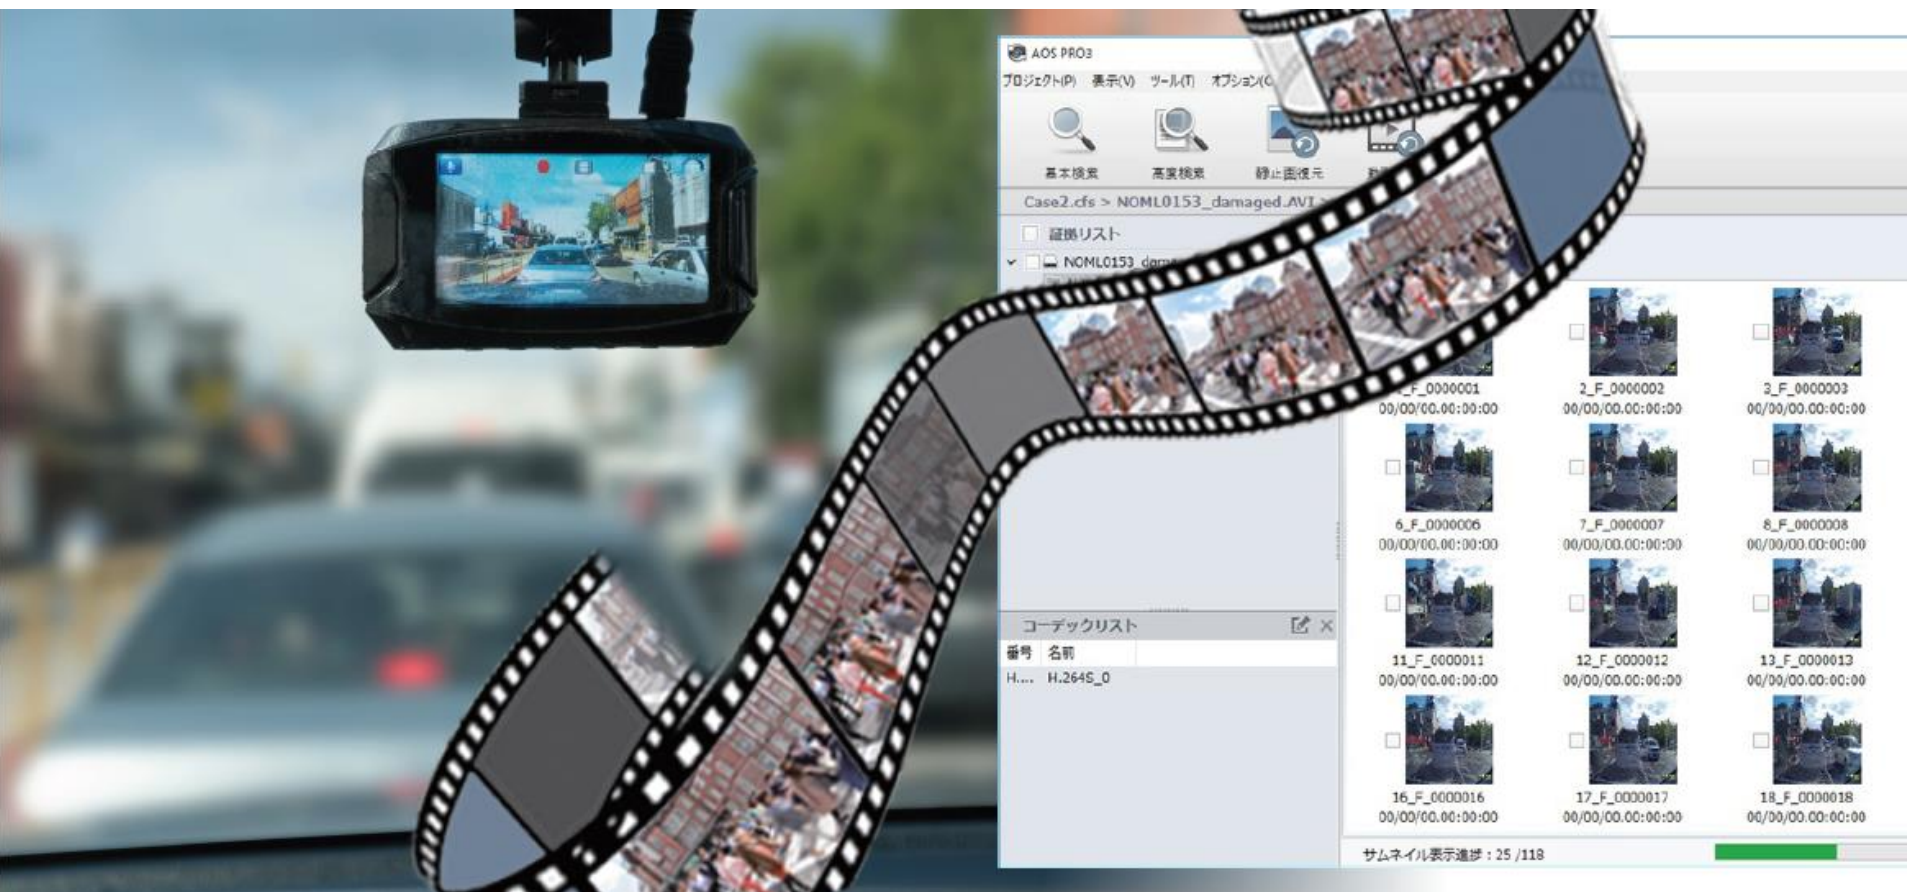 AOS PRO3
プロジェクト(P) 表示(V) ツール(T) オプション(O
基本検索 高度検索 静止画復元
Case2.cfs > NOML0153_damaged.AVI >
証拠リスト
NOML0153
_F_0000001 2_F_0000002 3_F_0000003
00/00/00.00:00:00 00/00/00.00:00:00 00/00/00.00:00:00
6_F_0000006 7_F_0000007 8_F_0000008
00/00/00.00:00:00 00/00/00.00:00:00 00/00/00.00:00:00
コーデックリスト
番号 名前
H.... H.264S_0
11_F_0000011 12_F_0000012 13_F_0000013
00/00/00.00:00:00 00/00/00.00:00:00 00/00/00.00:00:00
16_F_0000016 17_F_0000017 18_F_0000018
00/00/00.00:00:00 00/00/00.00:00:00 00/00/00.00:00:00
サムネイル表示進捗：25 /118